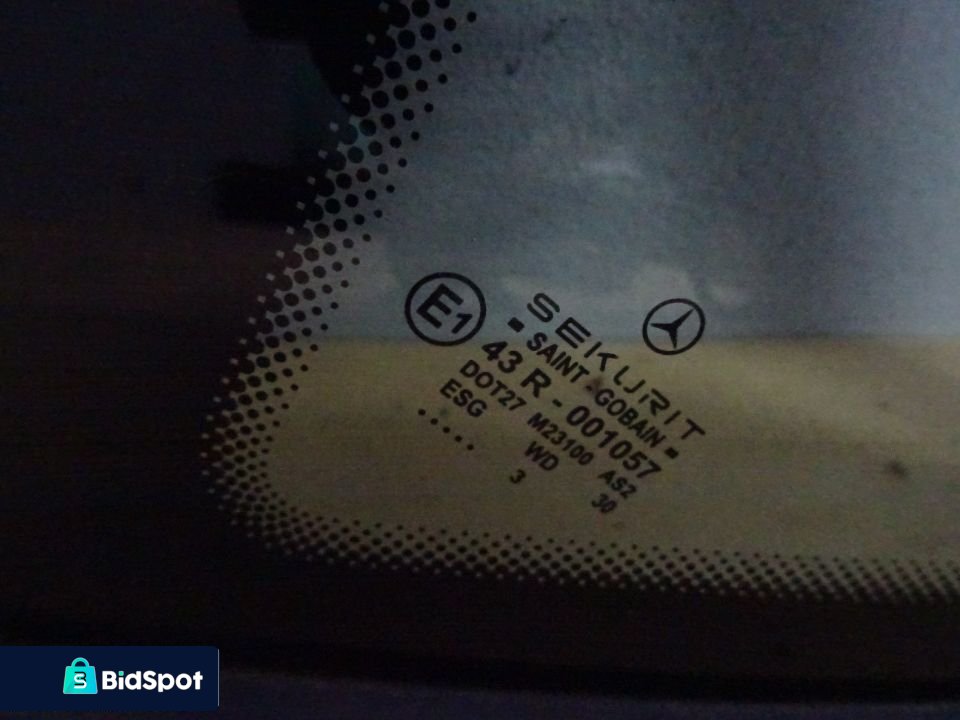 E1
SEKURIT
▪ SAINT-GOBAIN ▪
43 R - 001057
DOT27 M23100 AS2
ESG WD 30
..... 3
BidSpot